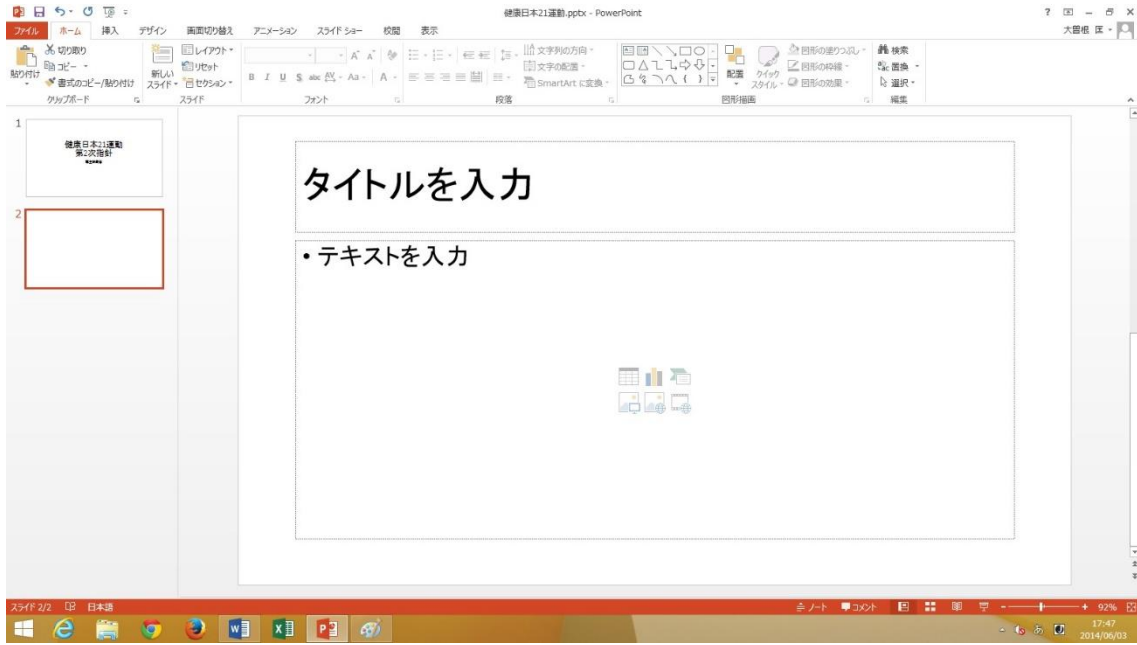 健康日本21運動.pptx - PowerPoint
ファイル ホーム 挿入 デザイン 画面切り替え アニメーション スライド ショー 校閲 表示
大曽根 匡
貼り付け
切り取り
コピー
書式のコピー/貼り付け
クリップボード
新しい
スライド
レイアウト
リセット
セクション
スライド
B I U S abc AV Aa A
フォント
文字列の方向
文字の配置
SmartArt に変換
段落
配置
クイック
スタイル
図形の塗りつぶし
図形の枠線
図形の効果
図形描画
検索
置換
選択
編集
1
健康日本21運動
第2次指針
2
タイトルを入力
• テキストを入力
スライド 2/2 日本語
ノート コメント 92%
あ
17:47
2014/06/03